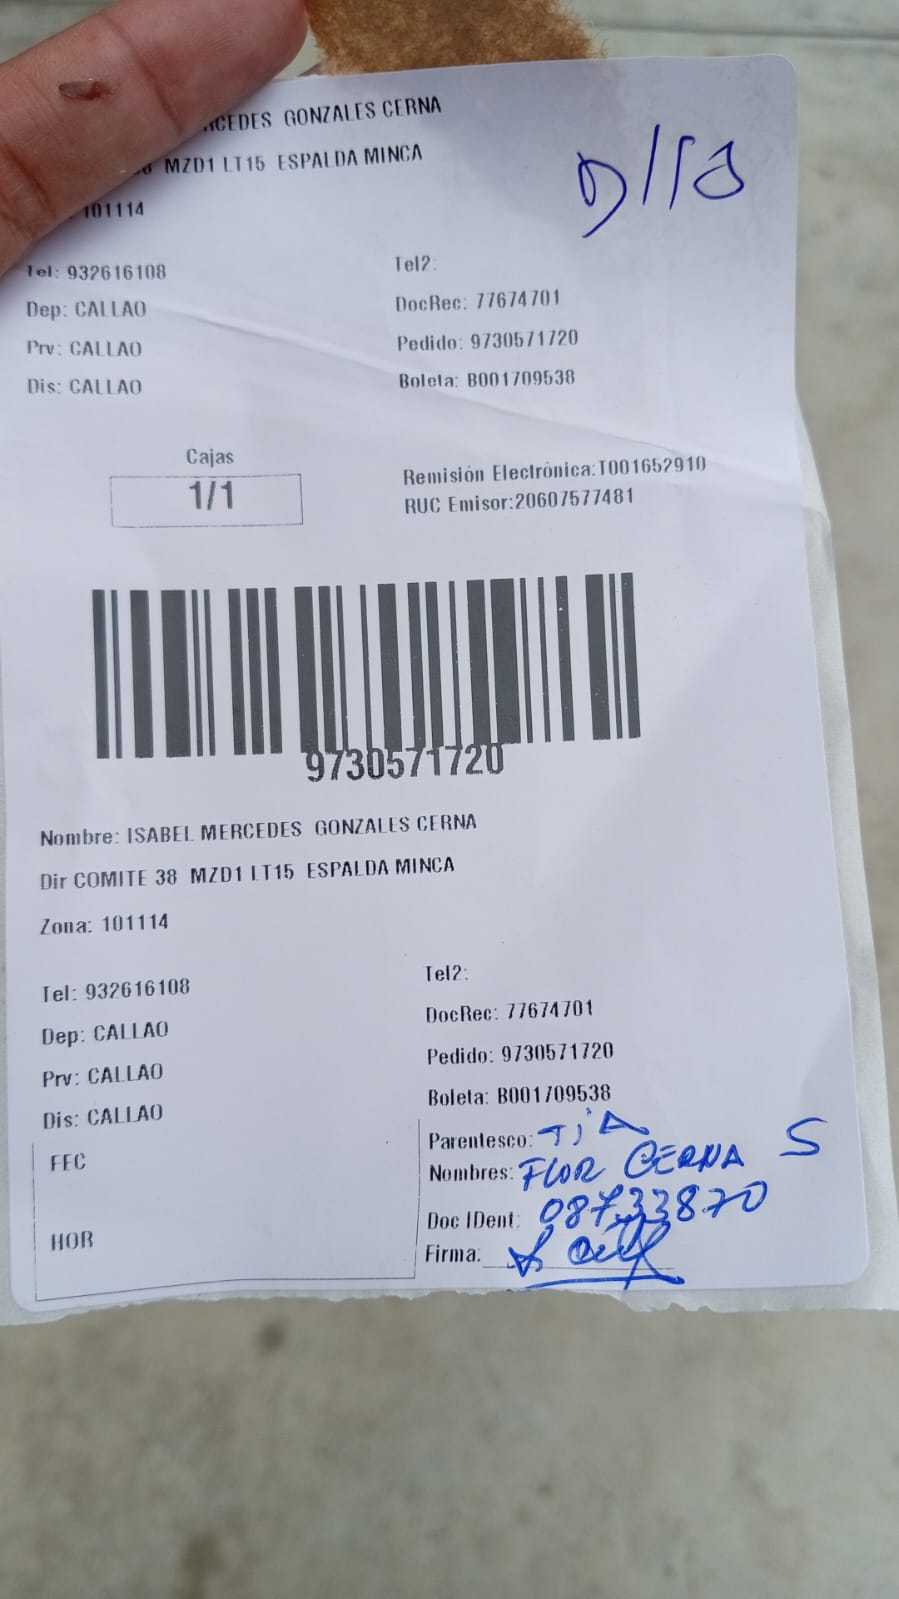 MERCEDES GONZALES CERNA
MZD1 LT15 ESPALDA MINCA
101114
Tel: 932616108
Tel2:
Dep: CALLAO
DocRec: 77674701
Prv: CALLAO
Pedido: 9730571720
Dis: CALLAO
Boleta: B001709538
Cajas
1/1
Remisión Electrónica:T001652910
RUC Emisor:20607577481
9730571720
Nombre: ISABEL MERCEDES GONZALES CERNA
Dir COMITE 38 MZD1 LT15 ESPALDA MINCA
Zona: 101114
Tel: 932616108
Tel2:
Dep: CALLAO
DocRec: 77674701
Prv: CALLAO
Pedido: 9730571720
Dis: CALLAO
Boleta: B001709538
FEC
HOR
Parentesco: TIA
Nombres: FLOR CERNA S
Doc IDent: 08733870
Firma: